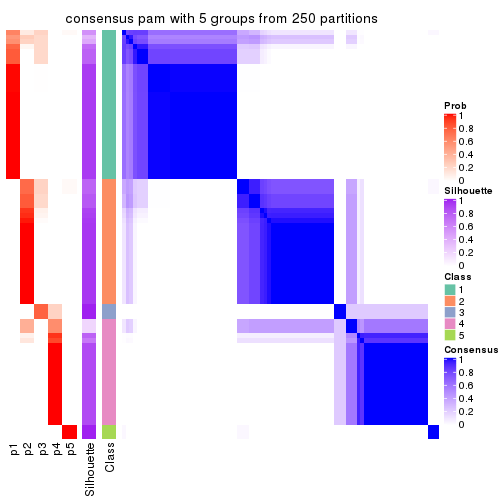 consensus pam with 5 groups from 250 partitions
Prob
1
0.8
0.6
0.4
0.2
0
Silhouette
1
0.8
0.6
0.4
0.2
0
Class
1
2
3
4
5
Consensus
1
0.8
0.6
0.4
0.2
0
p1
p2
p3
p4
p5
Silhouette
Class